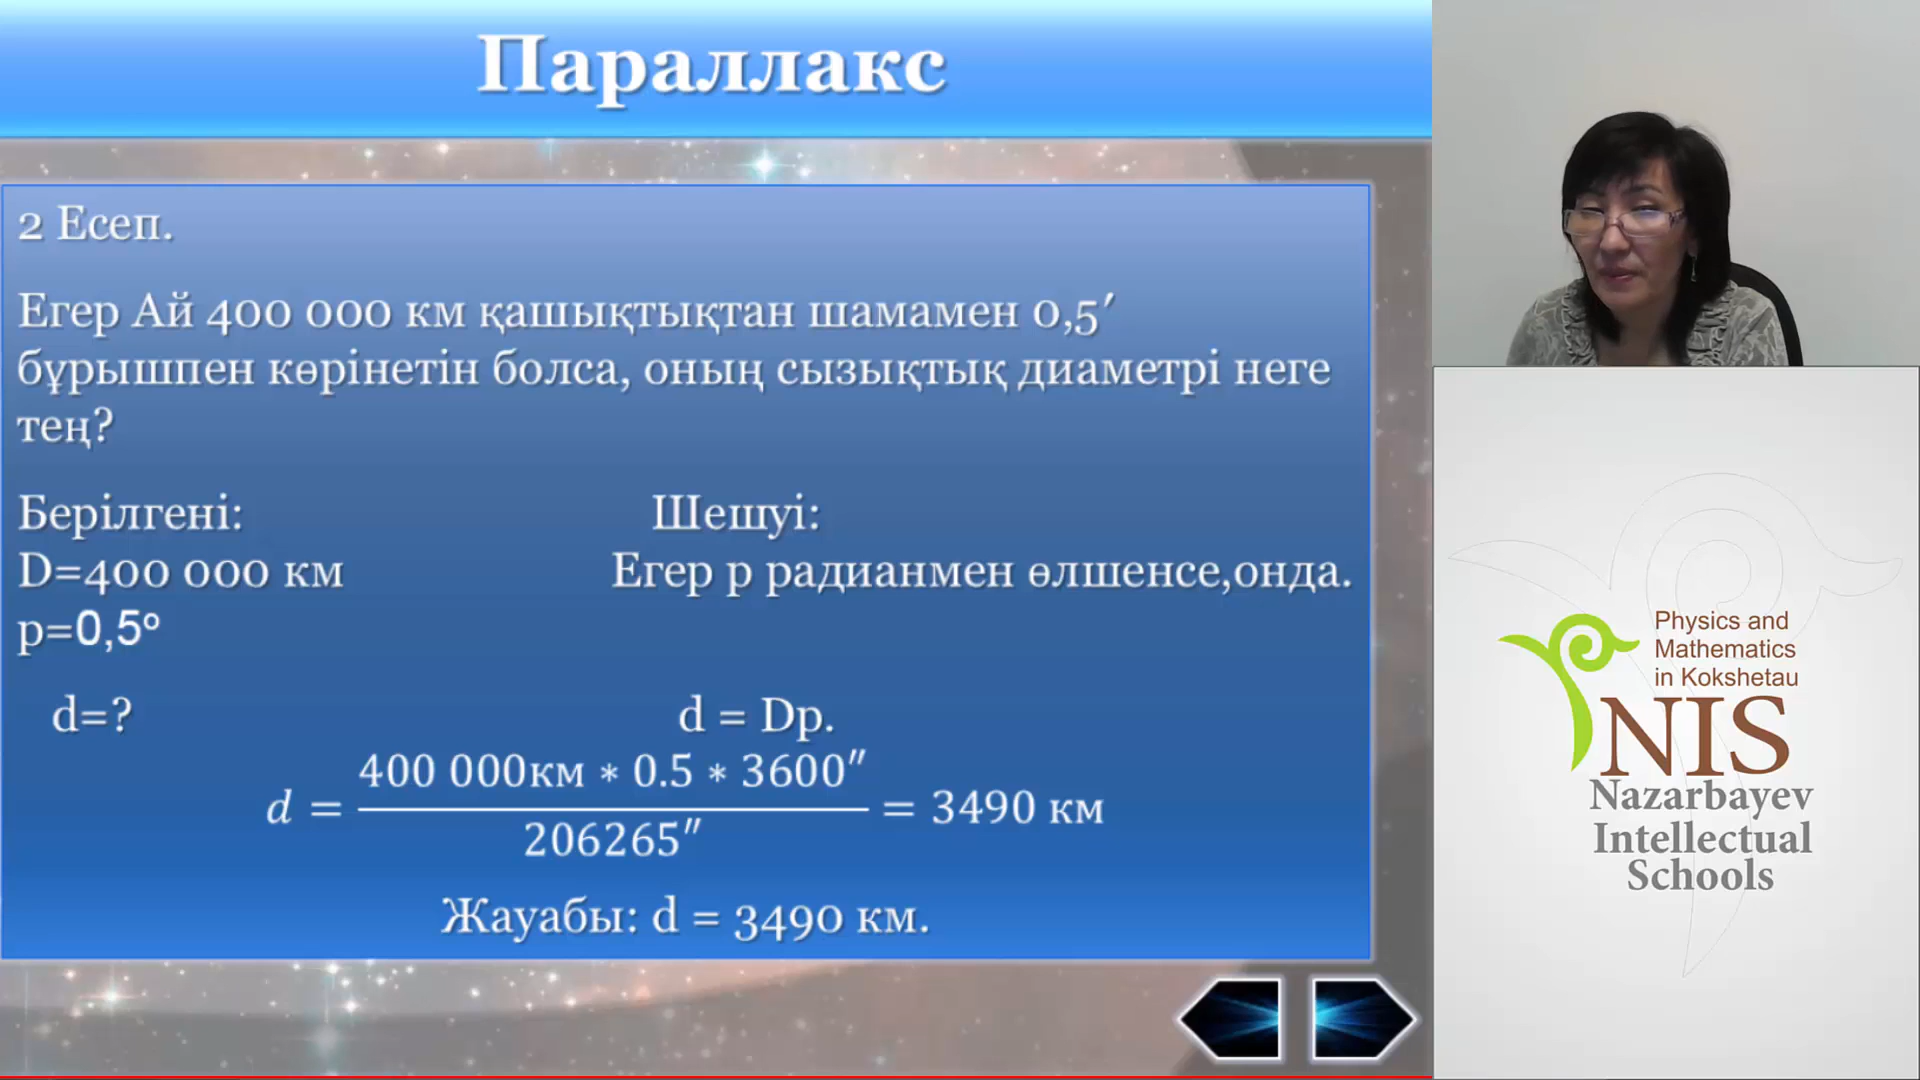 Параллакс
2 Есеп.
Егер Ай 400 000 км қашықтықтан шамамен 0,5′
бұрышпен көрінетін болса, оның сызықтық диаметрі неге
тең?
Берілгені: Шешуі:
D=400 000 км Егер p радианмен өлшенсе,онда.
p=0,5º
d=? d = Dp.
d = 400 000км ∗ 0.5 ∗ 3600″ / 206265″ = 3490 км
Жауабы: d = 3490 км.
Physics and
Mathematics
in Kokshetau
NIS
Nazarbayev
Intellectual
Schools